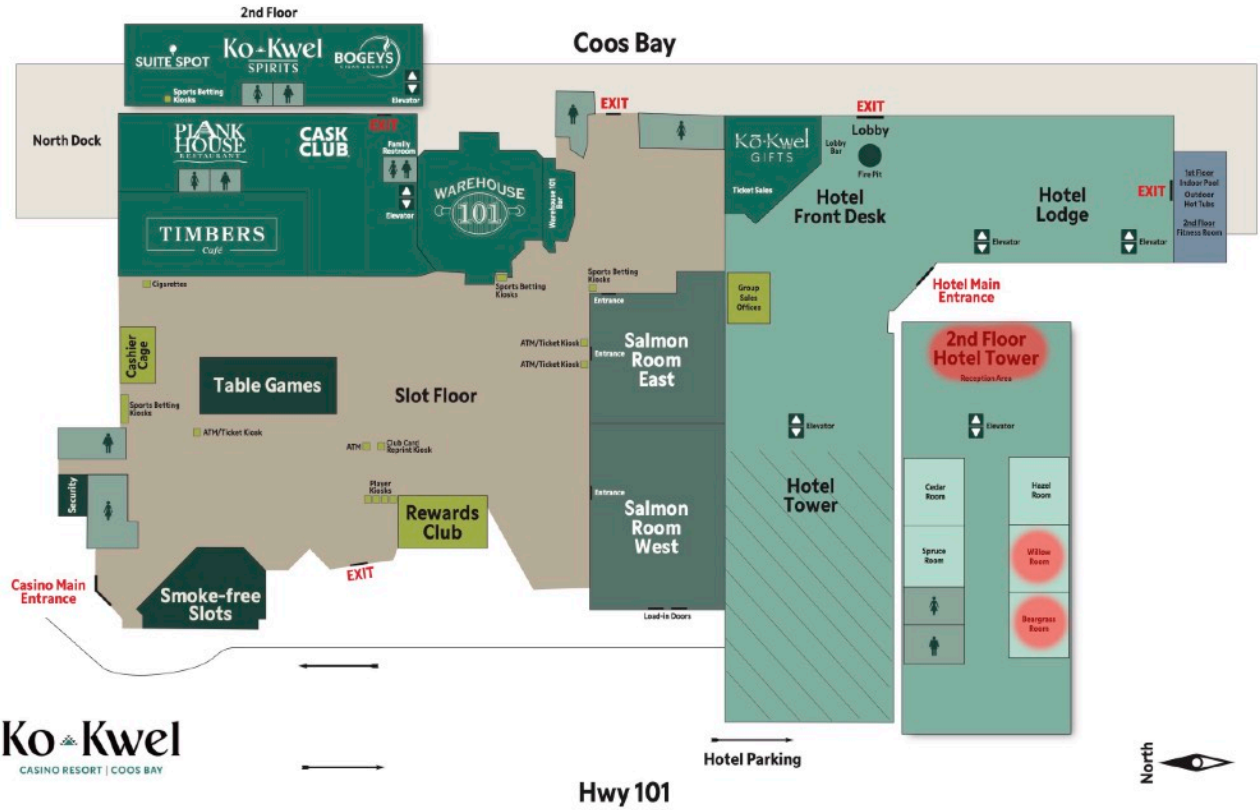 2nd Floor
SUITE SPOT
Ko-Kwel
SPIRITS
BOGEYS
Sports Betting
Kiosks
Elevator
Coos Bay
North Dock
PLANK
HOUSE
RESTAURANT
CASK
CLUB
EXIT
Family
Restroom
Elevator
TIMBERS
Café
WAREHOUSE
101
Warehouse 101
Bar
EXIT
Kō-Kwel
GIFTS
Ticket Sales
EXIT
Lobby
Lobby
Bar
Fire Pit
Hotel
Front Desk
Hotel
Lodge
Elevator
Elevator
EXIT
1st Floor
Indoor Pool
Outdoor
Hot Tubs
2nd Floor
Fitness Room
Hotel Main
Entrance
Cigarettes
Sports Betting
Kiosks
Sports Betting
Kiosks
Entrance
Group
Sales
Offices
Cashier
Cage
Table Games
Slot Floor
ATM/Ticket Kiosk
ATM/Ticket Kiosk
Entrance
Salmon
Room
East
2nd Floor
Hotel Tower
Reception Area
Sports Betting
Kiosks
ATM/Ticket Kiosk
ATM
Club Card
Reprint Kiosk
Elevator
Elevator
Security
Player
Kiosks
Rewards
Club
Entrance
Salmon
Room
West
Hotel
Tower
Cedar
Room
Hazel
Room
Spruce
Room
Willow
Room
Beargrass
Room
EXIT
Casino Main
Entrance
Smoke-free
Slots
Load-in Doors
Ko-Kwel
CASINO RESORT | COOS BAY
Hotel Parking
Hwy 101
North